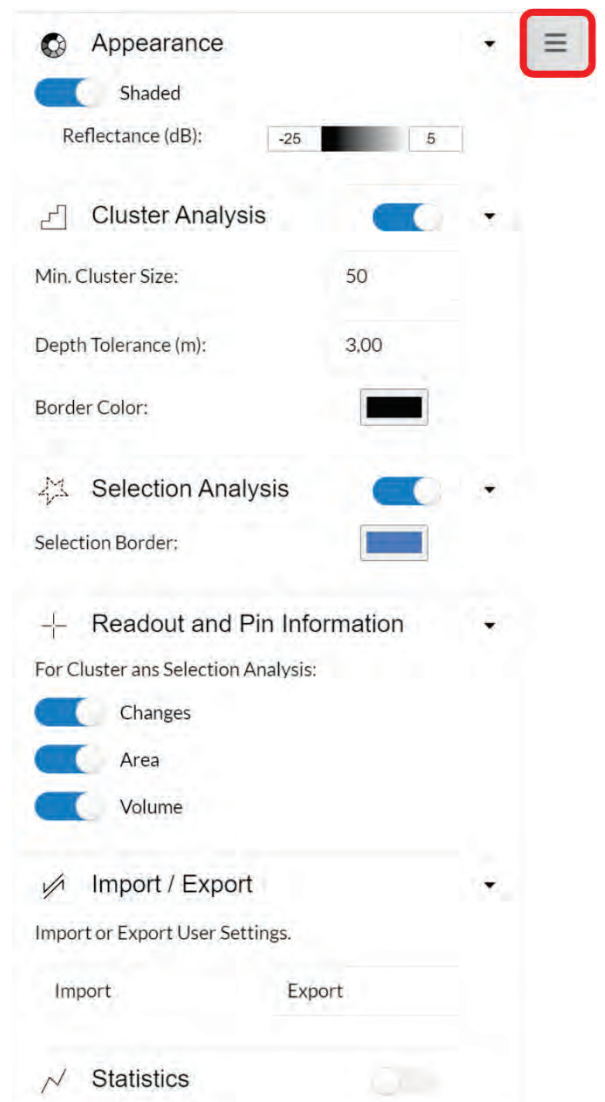 Appearance
Shaded
Reflectance (dB): -25 5
Cluster Analysis
Min. Cluster Size: 50
Depth Tolerance (m): 3,00
Border Color:
Selection Analysis
Selection Border:
Readout and Pin Information
For Cluster ans Selection Analysis:
Changes
Area
Volume
Import / Export
Import or Export User Settings.
Import Export
Statistics